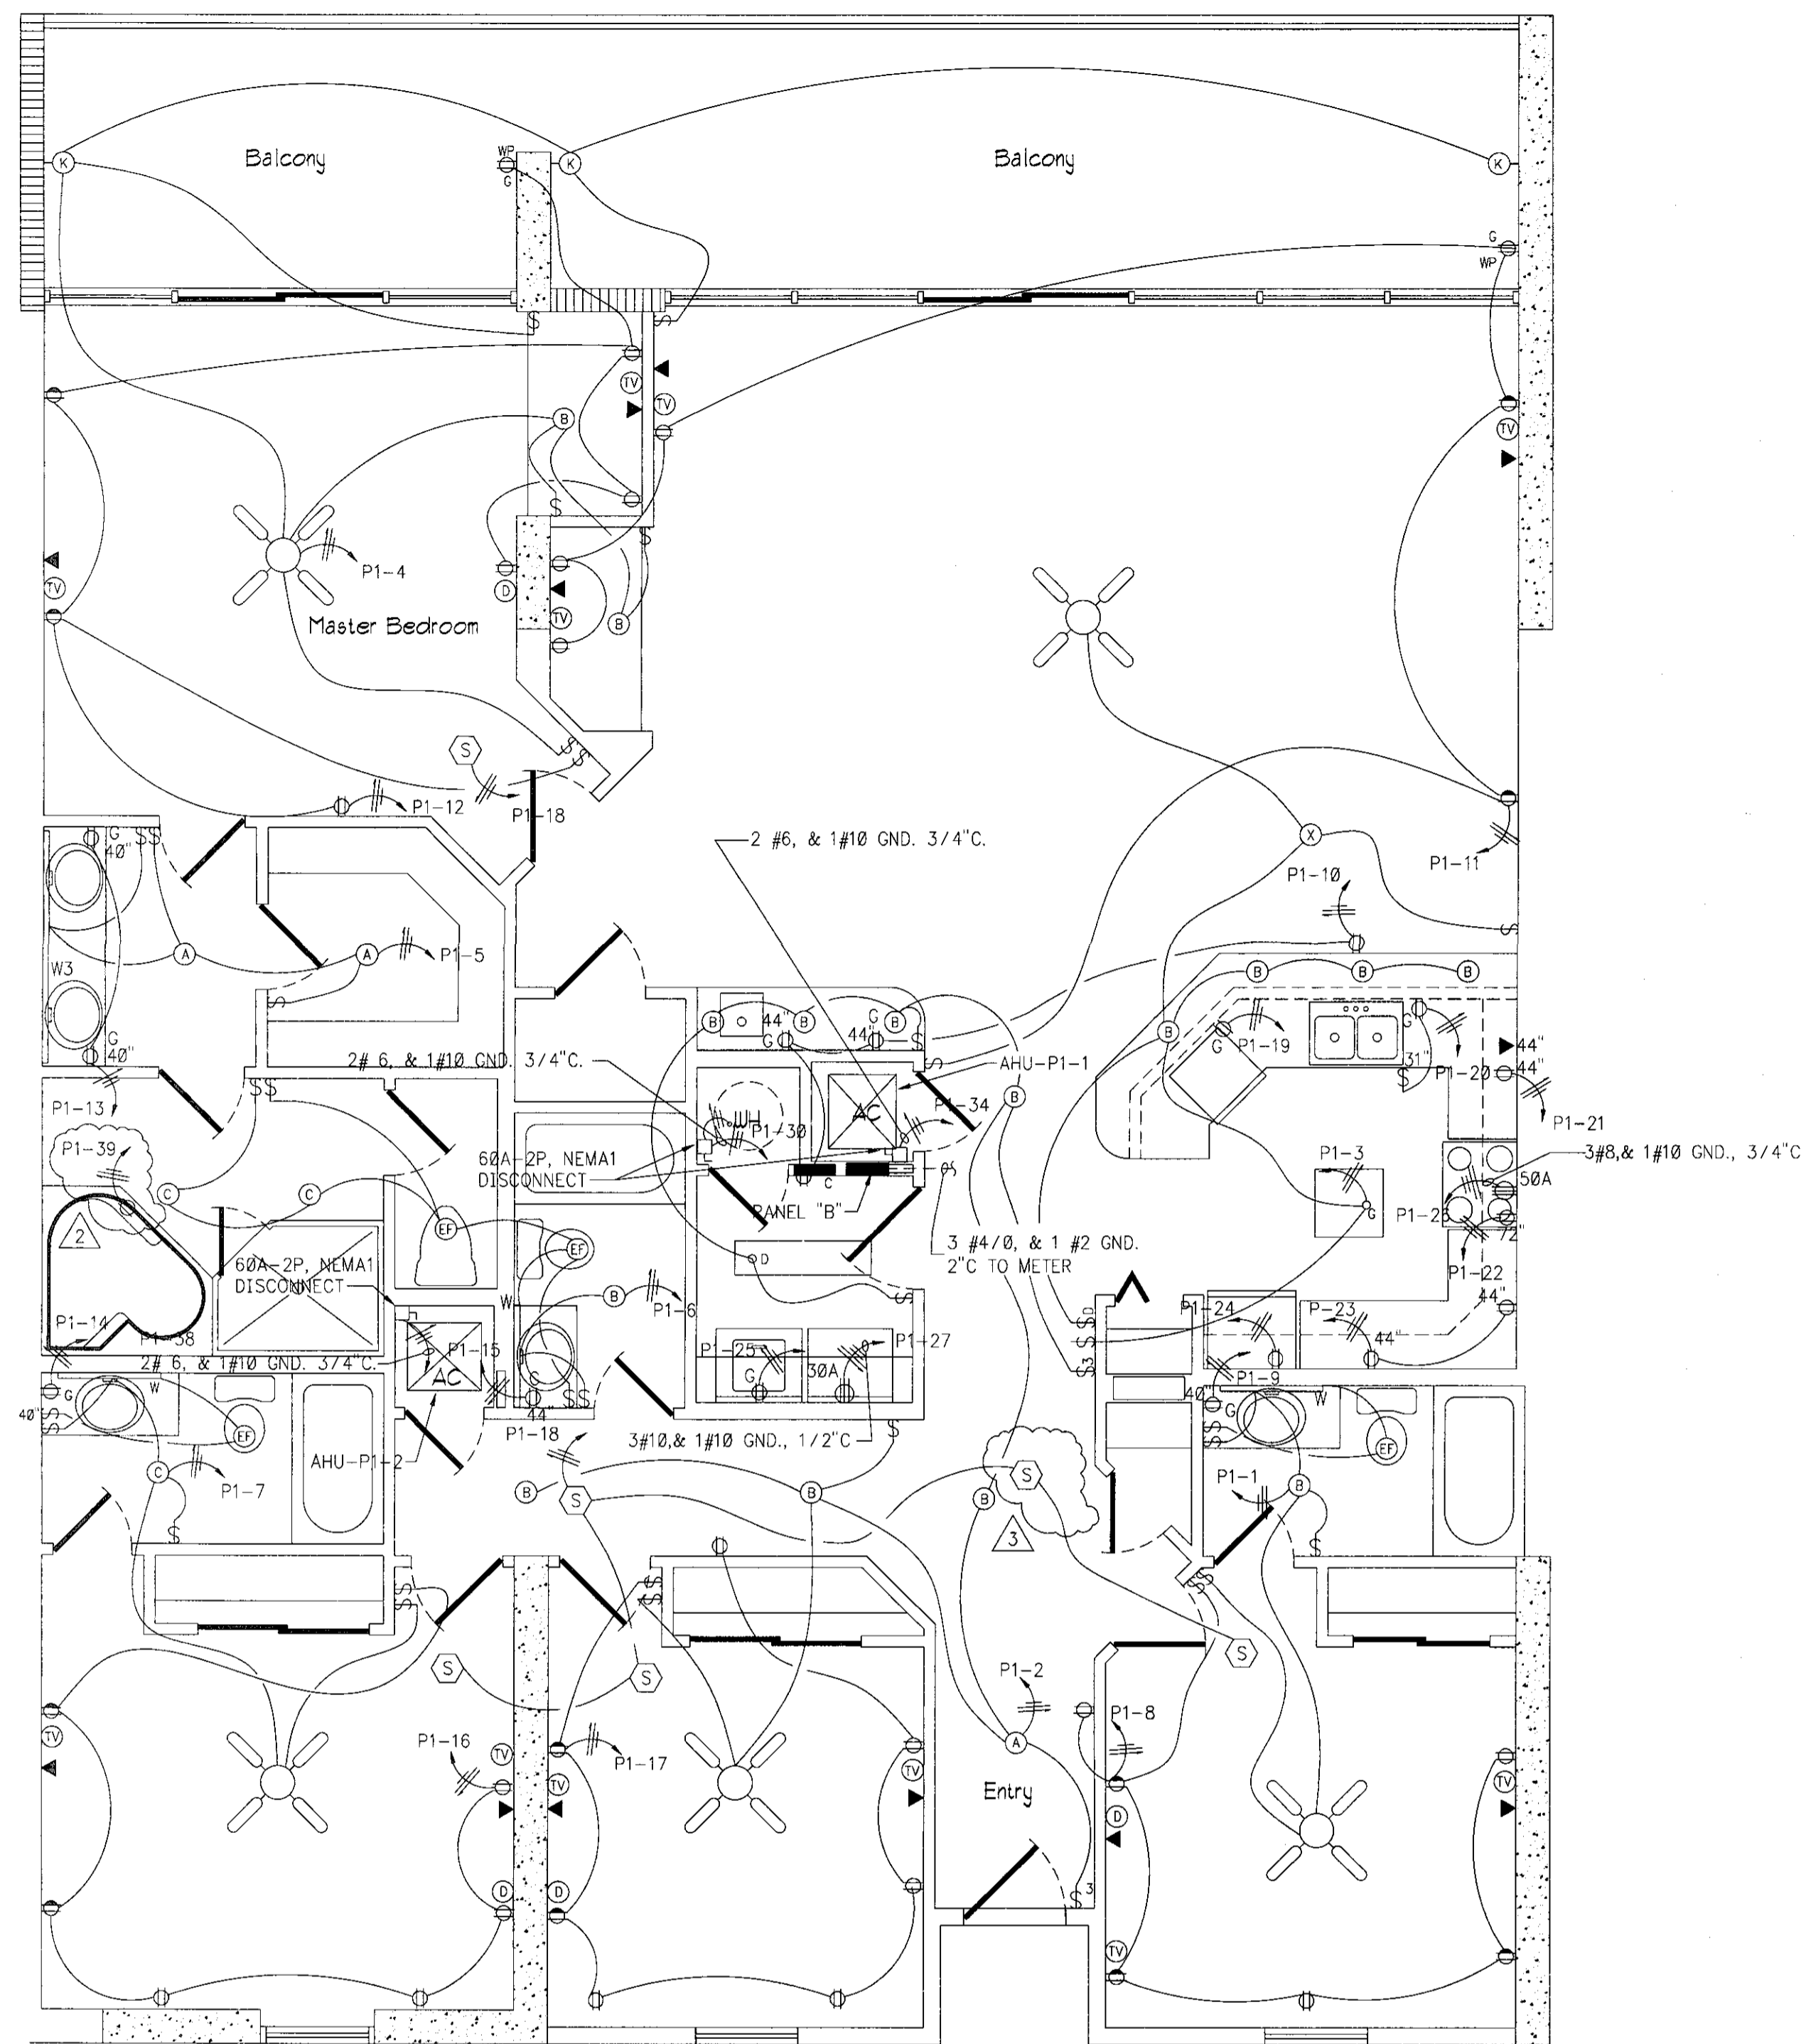 K
Balcony
WP
G
K
Balcony
K
G
WP
TV
TV
B
TV
P1-4
TV
D
TV
B
Master Bedroom
S
P1-12
P1-18
2 #6, & 1#10 GND. 3/4"C.
X
P1-11
P1-10
G
40"
A
A
P1-5
W3
G
40"
B
B
B
B
44"
B
G
44"
G
B
B
G
P1-19
G
31"
P1-20
44"
44"
P1-21
2# 6, & 1#10 GND. 3/4"C.
AHU-P1-1
P1-13
WH
AC
P1-34
P1-30
B
P1-39
60A-2P, NEMA1
DISCONNECT
C
P1-3
3#8,& 1#10 GND., 3/4"C
50A
C
C
EF
PANEL "B"
G
P1-26
72"
2
EF
D
3 #4/0, & 1 #2 GND.
2"C TO METER
P1-22
60A-2P, NEMA1
DISCONNECT
W
B
P1-6
D
P1-24
P-23
44"
P1-14
P1-38
P1-15
P1-25
P1-27
44"
2# 6, & 1#10 GND. 3/4"C.
AC
G
30A
3
P1-9
G
W
G
44"
40"
G
W
40"
EF
P1-18
3#10,& 1#10 GND., 1/2"C
EF
AHU-P1-2
C
P1-7
B
S
B
B
S
P1-1
B
3
S
S
S
P1-2
P1-8
TV
P1-16
TV
P1-17
TV
A
TV
TV
Entry
D
D
D
3
TV